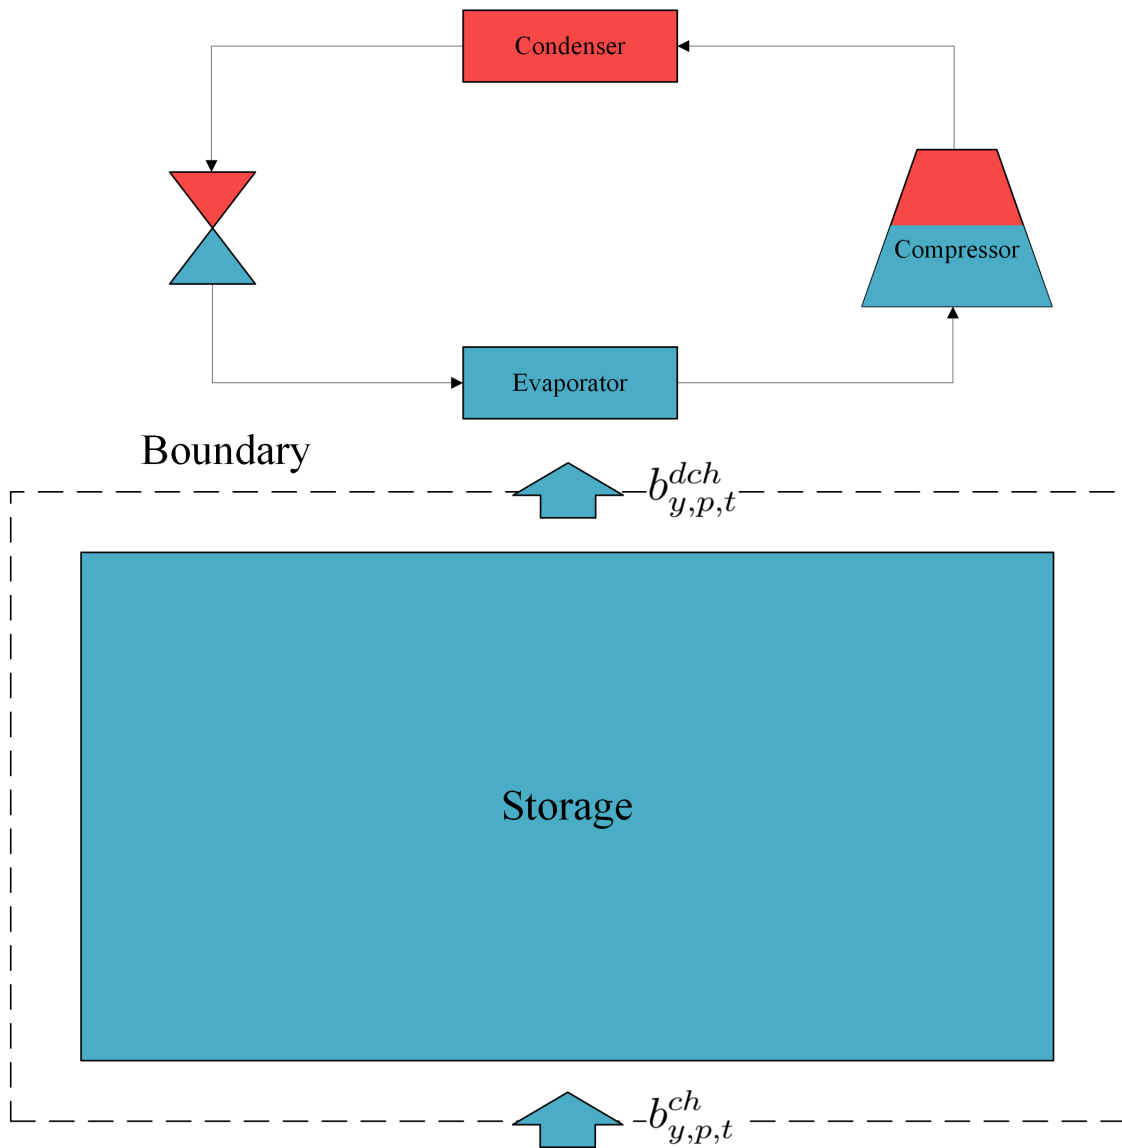 Condenser
Compressor
Evaporator
Boundary
b^{dch}_{y,p,t}
Storage
b^{ch}_{y,p,t}